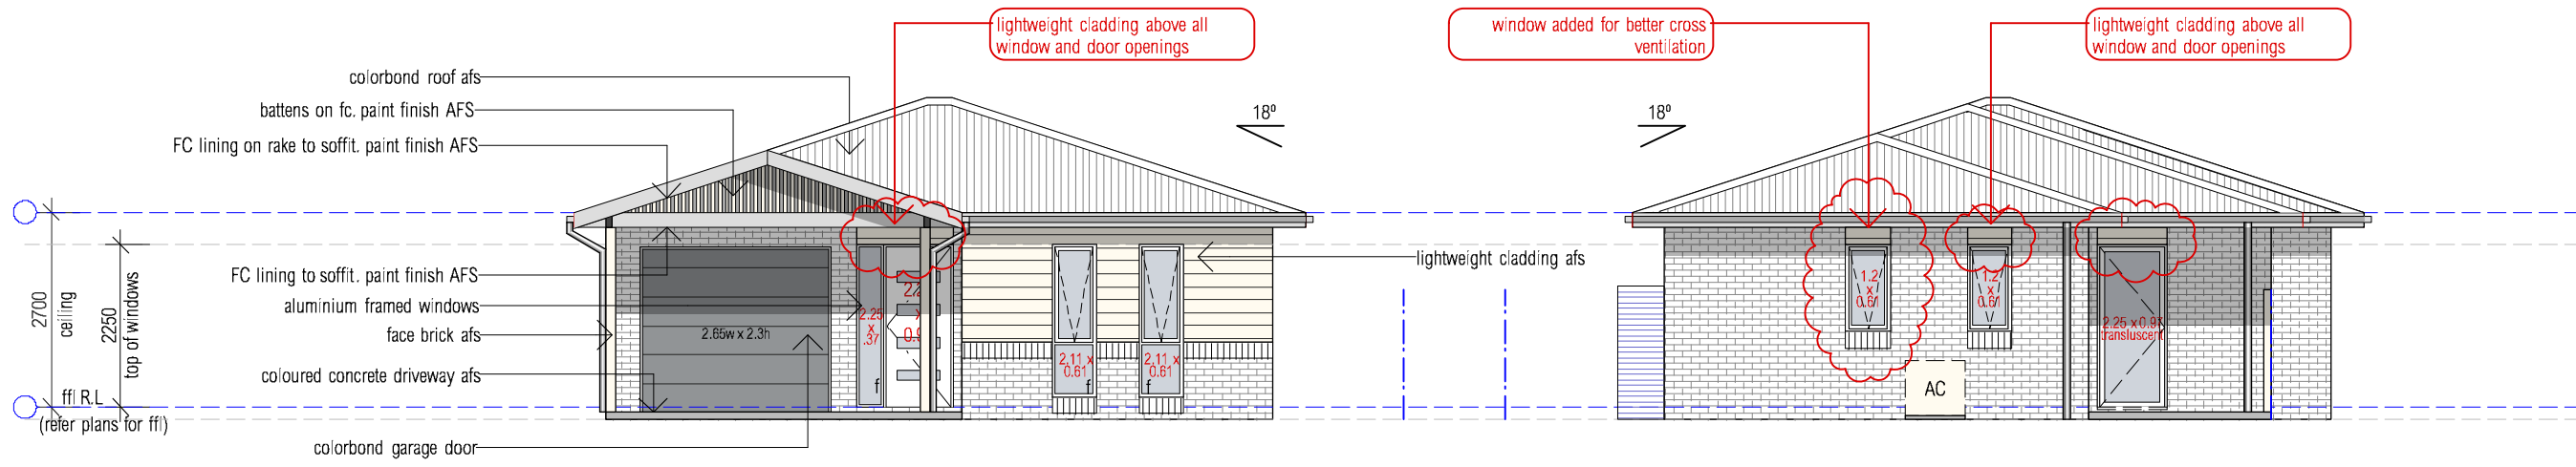 lightweight cladding above all
window and door openings
window added for better cross
ventilation
lightweight cladding above all
window and door openings
colorbond roof afs
battens on fc. paint finish AFS
FC lining on rake to soffit. paint finish AFS
18º
18º
FC lining to soffit. paint finish AFS
aluminium framed windows
face brick afs
coloured concrete driveway afs
colorbond garage door
lightweight cladding afs
2700
ceiling
2250
top of windows
ffl R.L
(refer plans for ffl)
2.65w x 2.3h
2.25
x
.37
f
2.11 x
0.61
f
2.11 x
0.61
f
1.2
x
0.61
1.2
x
0.61
2.25 x 0.97
transluscent
AC